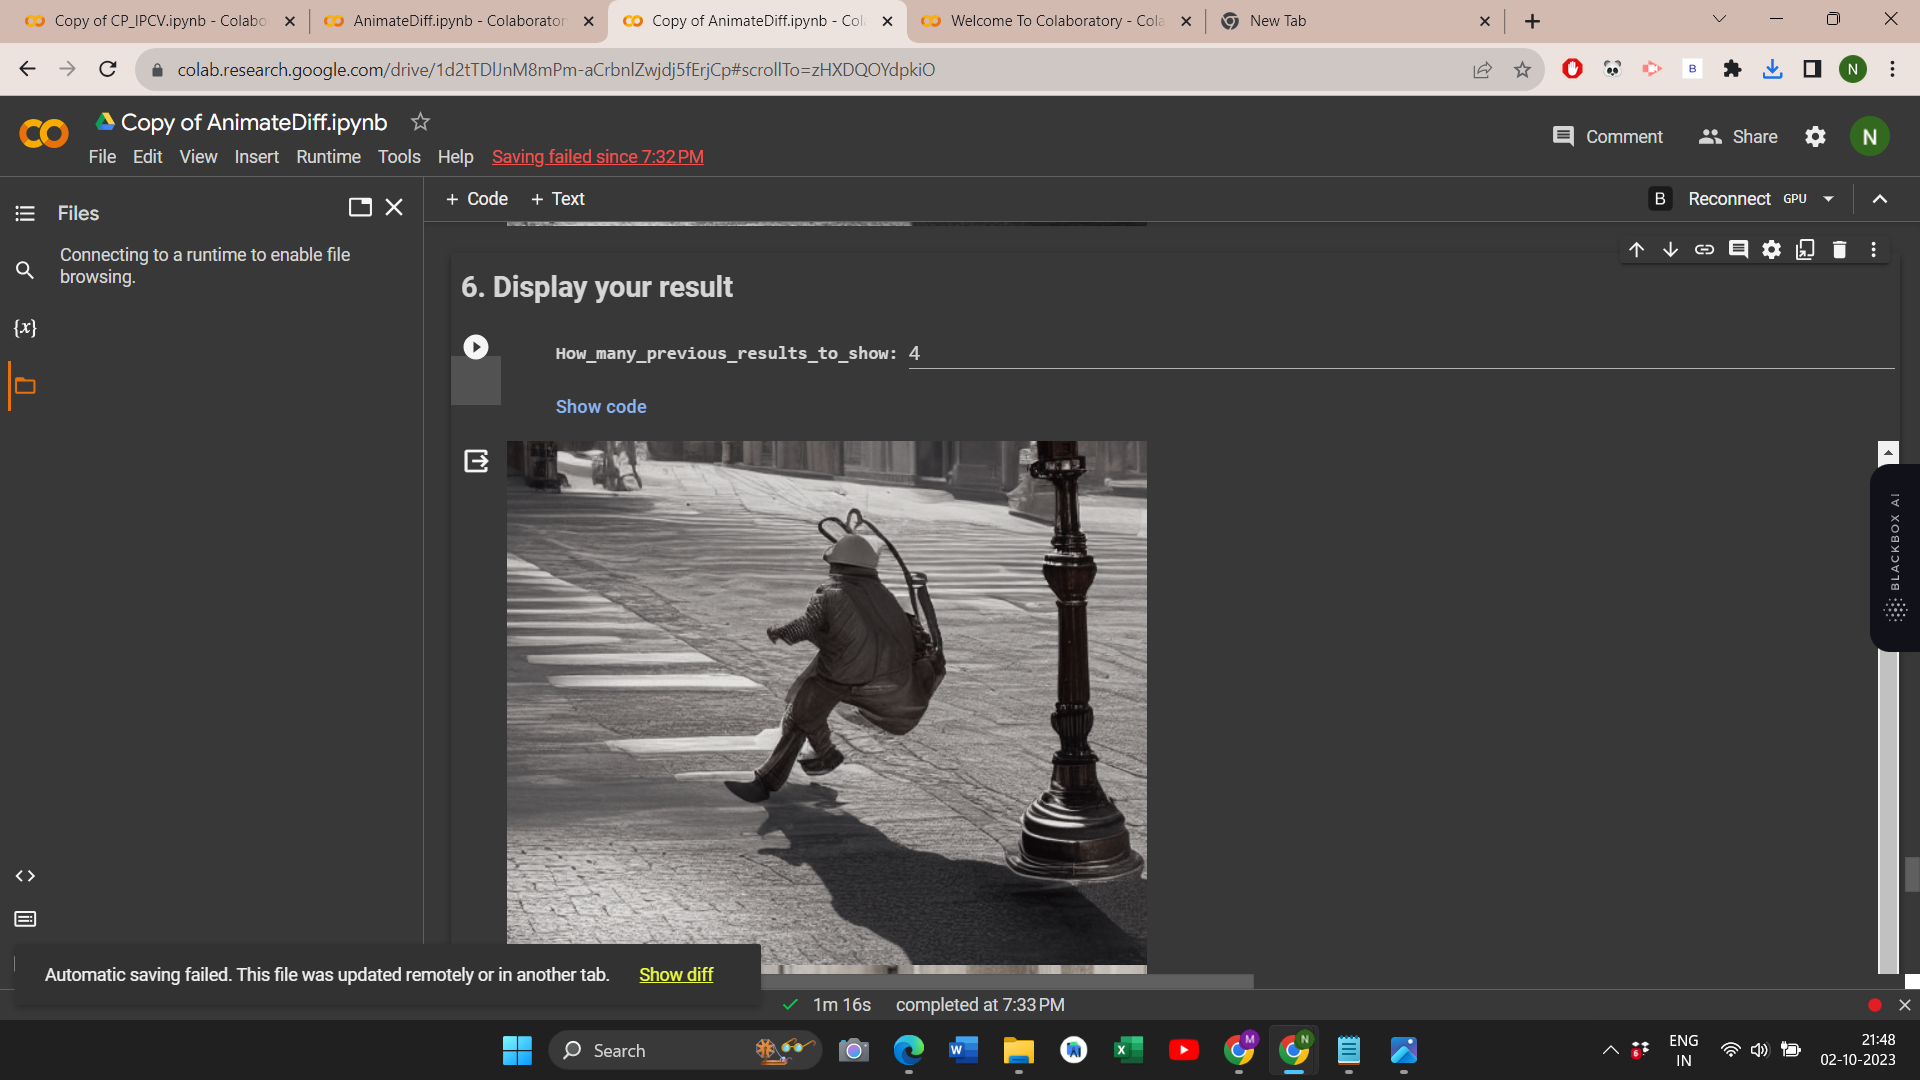 Copy of CP_IPCV.ipynb - Colabo
AnimateDiff.ipynb - Colaborator
Copy of AnimateDiff.ipynb - Col
Welcome To Colaboratory - Cola
New Tab
colab.research.google.com/drive/1d2tTDlJnM8mPm-aCrbnlZwjdj5fErjCp#scrollTo=zHXDQOYdpkiO
B
N
Copy of AnimateDiff.ipynb
Comment
Share
N
File Edit View Insert Runtime Tools Help Saving failed since 7:32 PM
Files
+ Code + Text
B Reconnect GPU
Connecting to a runtime to enable file
browsing.
6. Display your result
{x}
How_many_previous_results_to_show: 4
Show code
BLACKBOX AI
Automatic saving failed. This file was updated remotely or in another tab. Show diff
1m 16s completed at 7:33 PM
Search
ENG
IN
21:48
02-10-2023